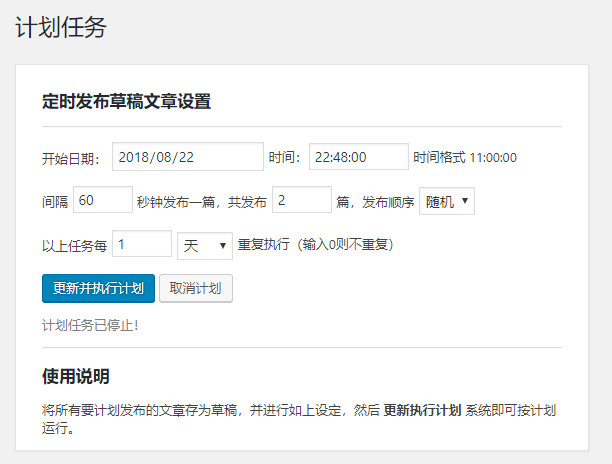 计划任务
定时发布草稿文章设置
开始日期： 2018/08/22 时间： 22:48:00 时间格式 11:00:00
间隔 60 秒钟发布一篇，共发布 2 篇，发布顺序 随机
以上任务每 1 天 重复执行（输入0则不重复）
更新并执行计划 取消计划
计划任务已停止！
使用说明
将所有要计划发布的文章存为草稿，并进行如上设定，然后 更新执行计划 系统即可按计划
运行。